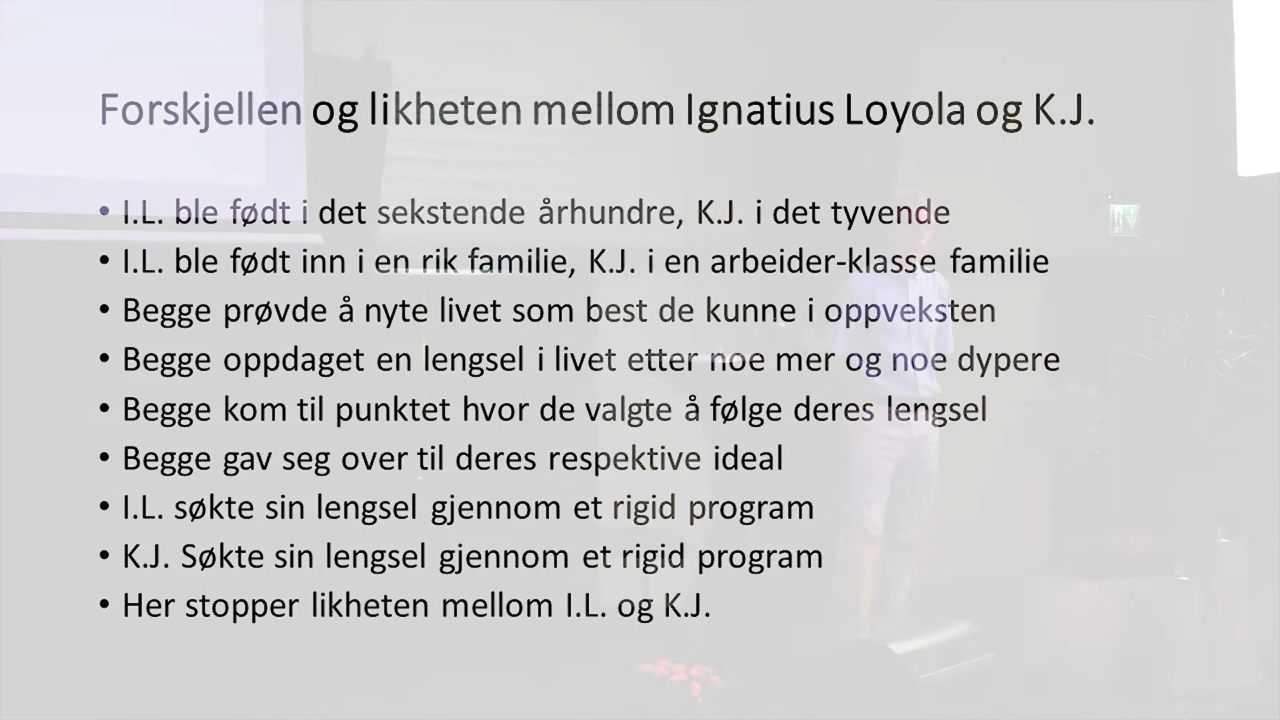 Forskjellen og likheten mellom Ignatius Loyola og K.J.
• I.L. ble født i det sekstende århundre, K.J. i det tyvende
• I.L. ble født inn i en rik familie, K.J. i en arbeider-klasse familie
• Begge prøvde å nyte livet som best de kunne i oppveksten
• Begge oppdaget en lengsel i livet etter noe mer og noe dypere
• Begge kom til punktet hvor de valgte å følge deres lengsel
• Begge gav seg over til deres respektive ideal
• I.L. søkte sin lengsel gjennom et rigid program
• K.J. Søkte sin lengsel gjennom et rigid program
• Her stopper likheten mellom I.L. og K.J.